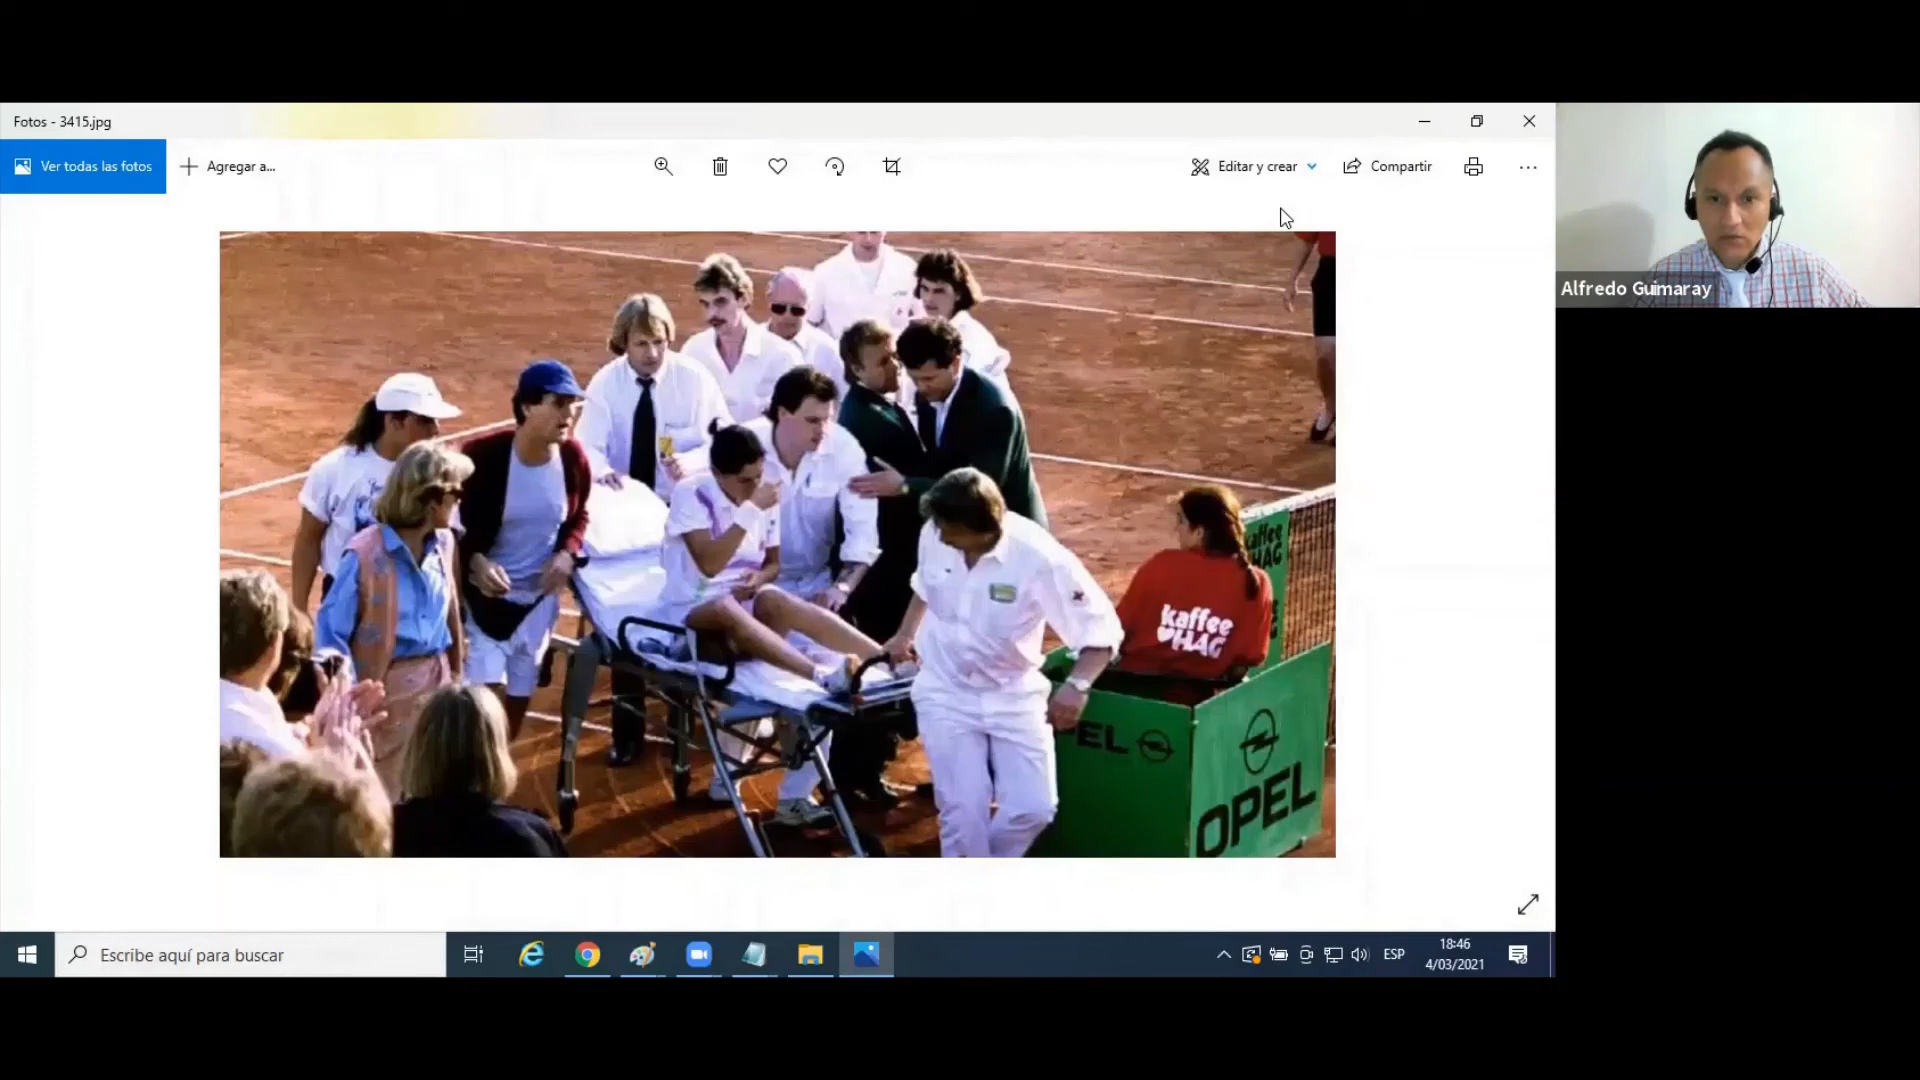 Fotos - 3415.jpg
Ver todas las fotos
Agregar a...
Editar y crear
Compartir
Alfredo Guimaray
kaffee
HAG
kaffee
HAG
PEL
OPEL
Escribe aquí para buscar
ESP
18:46
4/03/2021